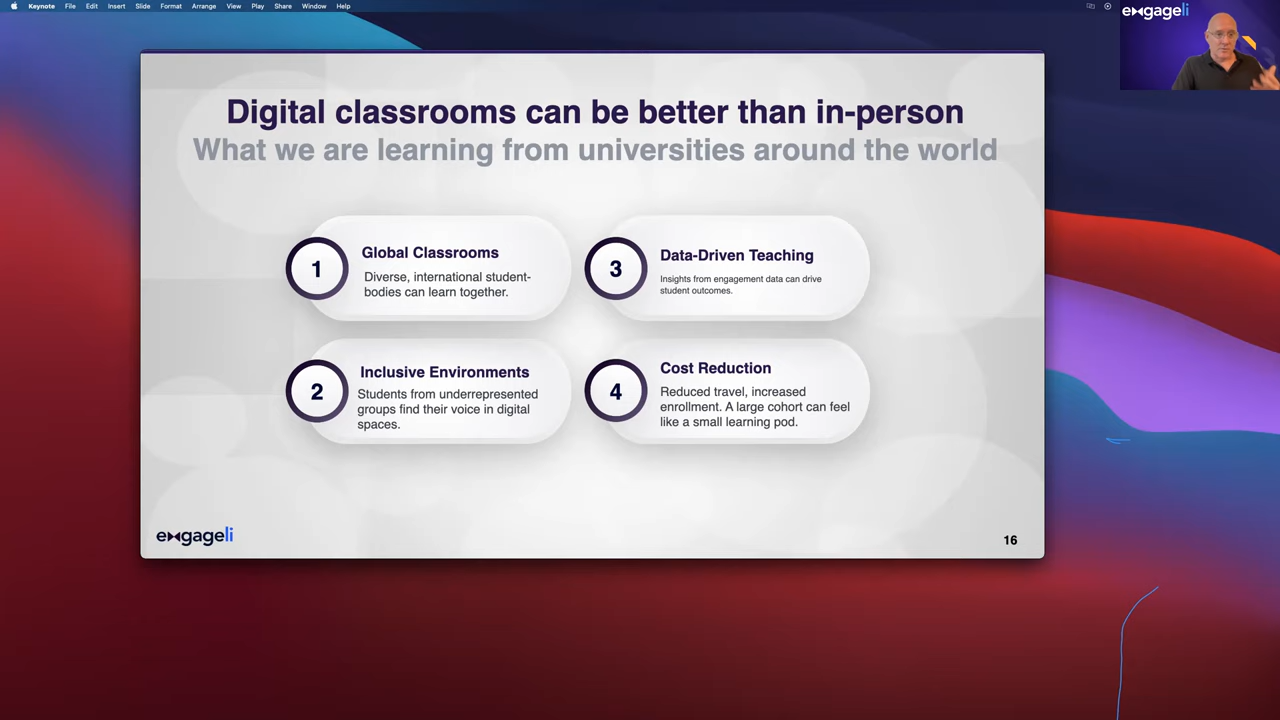 Keynote File Edit Insert Slide Format Arrange View Play Share Window Help
engageli
Digital classrooms can be better than in-person
What we are learning from universities around the world
1
Global Classrooms
Diverse, international student-
bodies can learn together.
2
Inclusive Environments
Students from underrepresented
groups find their voice in digital
spaces.
3
Data-Driven Teaching
Insights from engagement data can drive
student outcomes.
4
Cost Reduction
Reduced travel, increased
enrollment. A large cohort can feel
like a small learning pod.
engageli
16